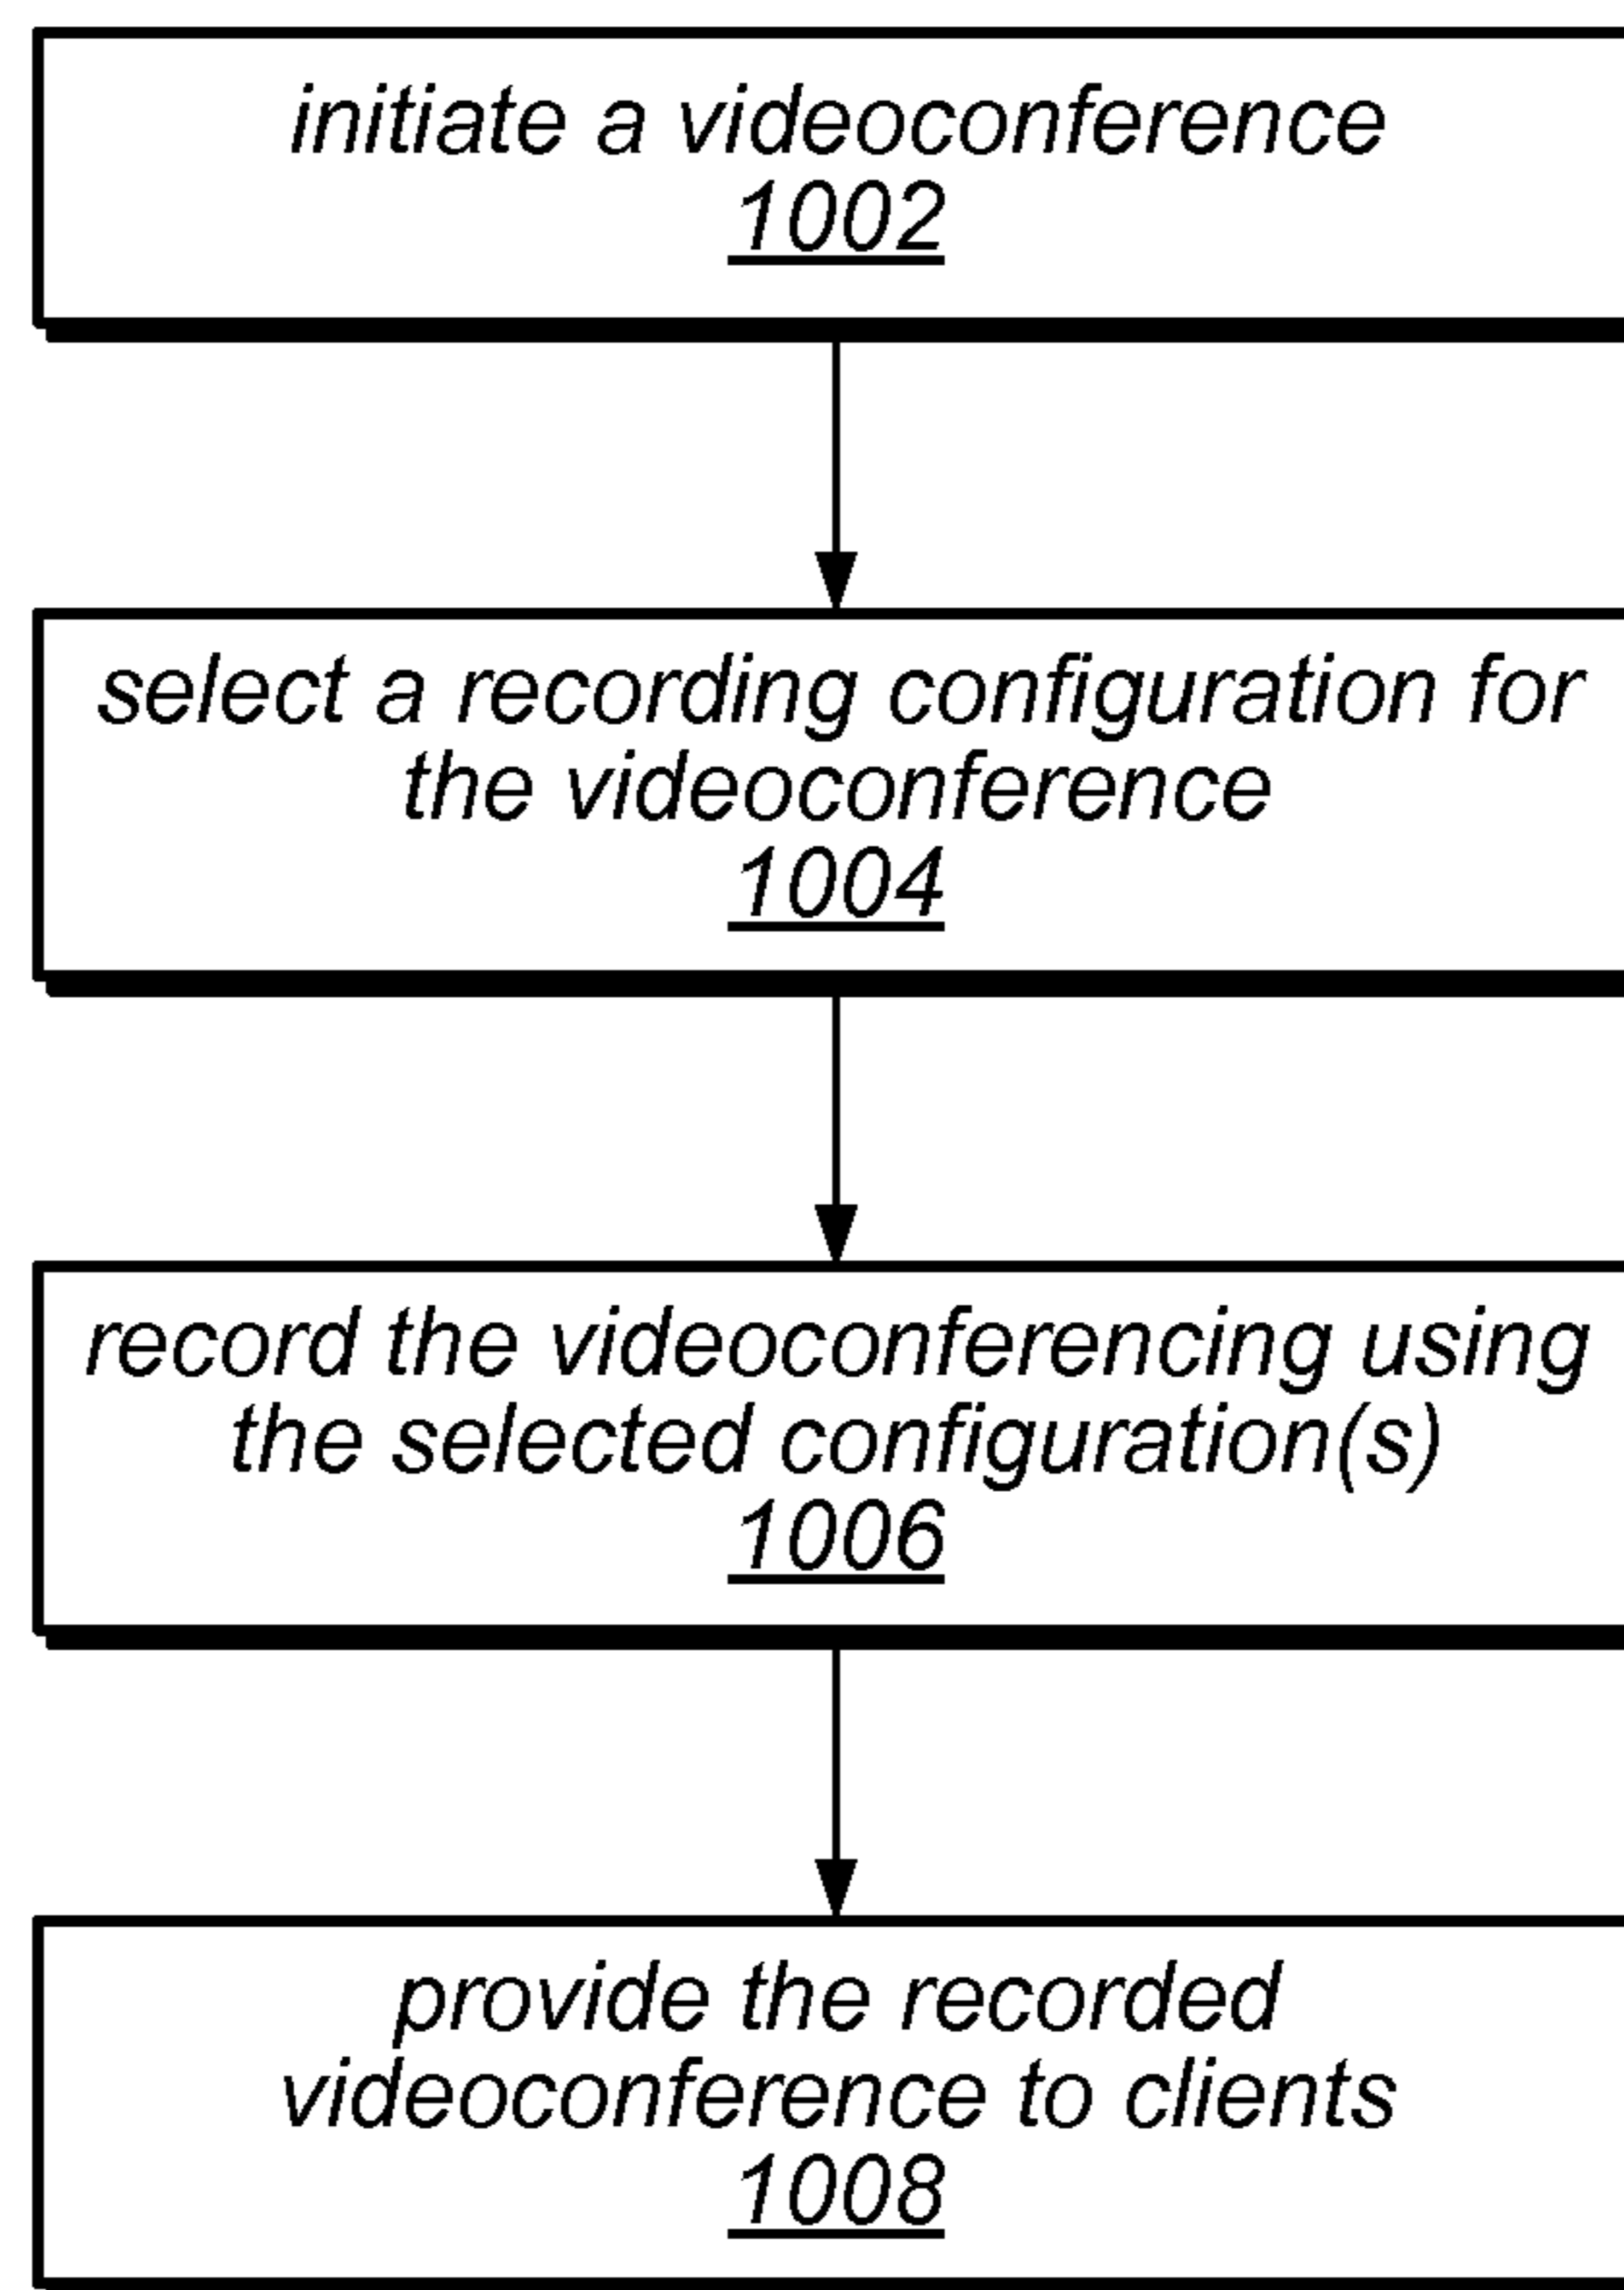 initiate a videoconference
1002
select a recording configuration for
the videoconference
1004
record the videoconferencing using
the selected configuration(s)
1006
provide the recorded
videoconference to clients
1008